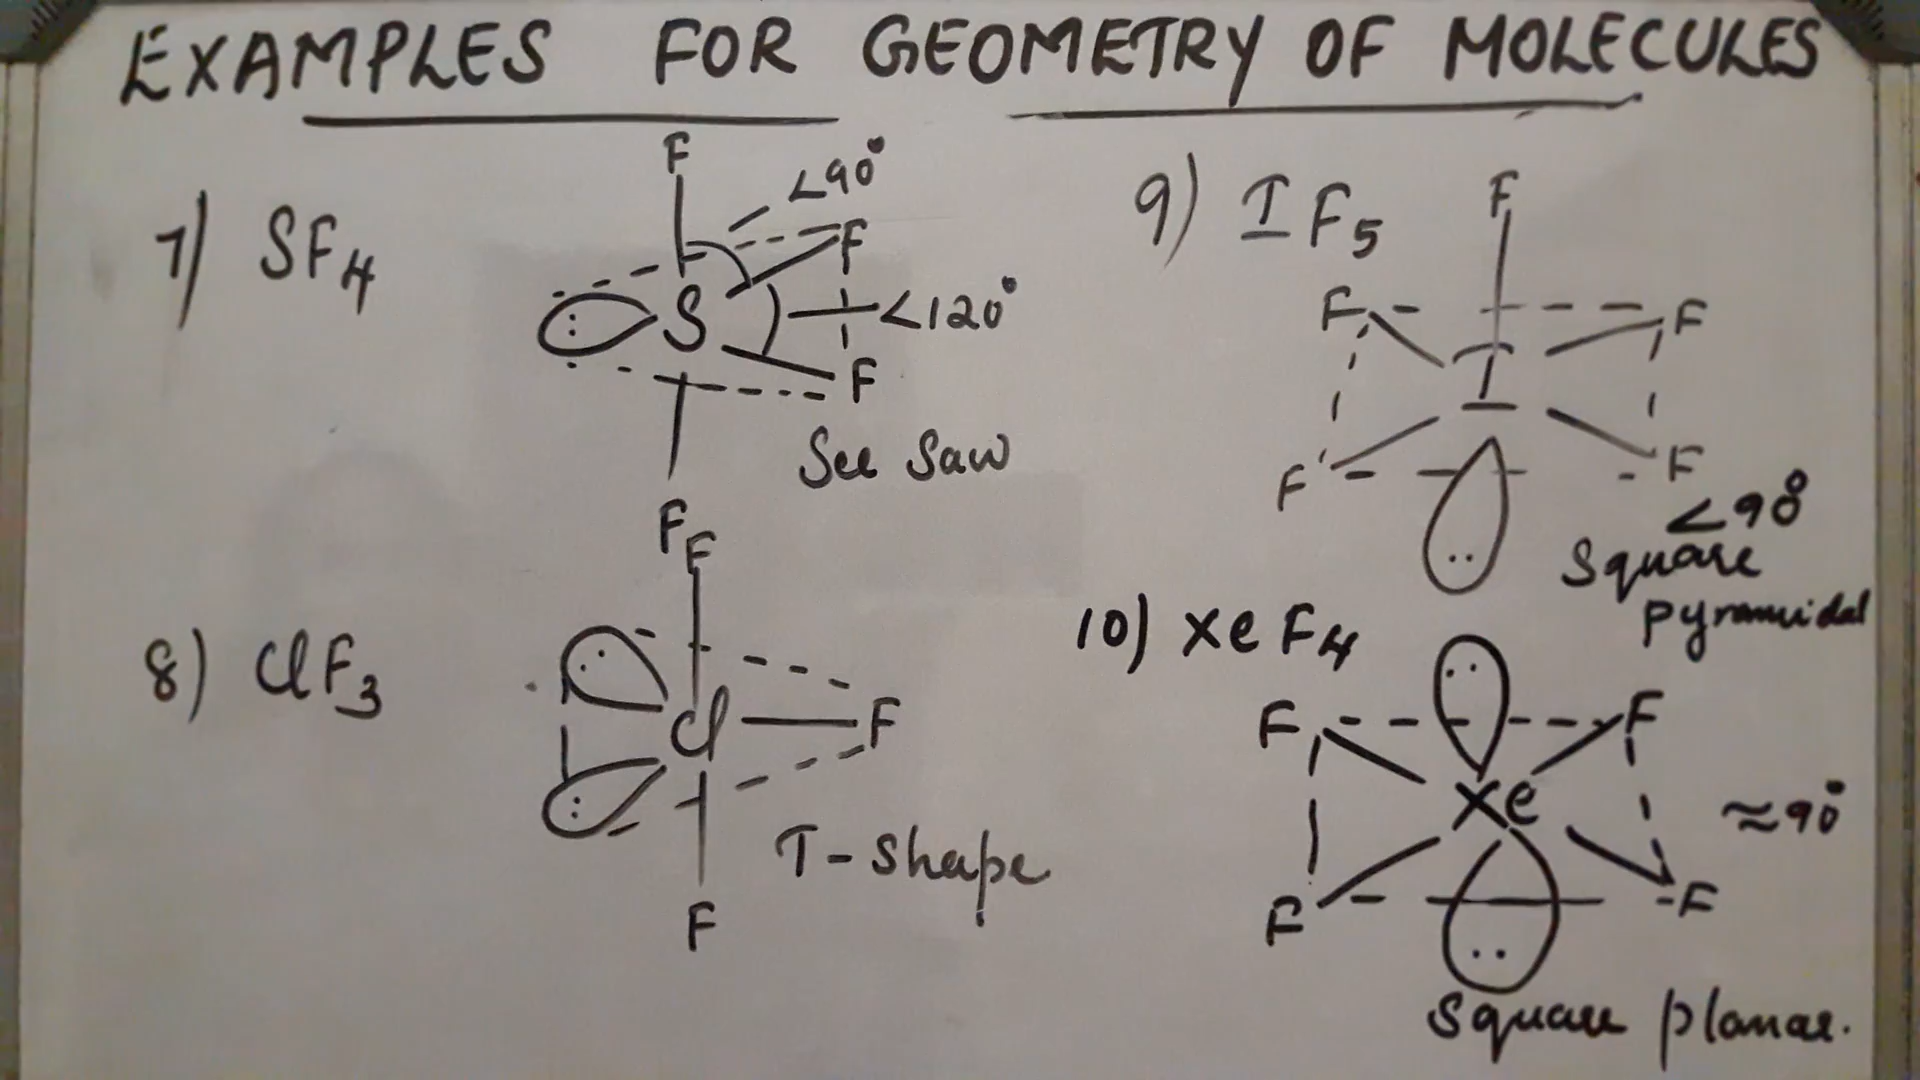 EXAMPLES FOR GEOMETRY OF MOLECULES
7) SF4
F
<90°
F
S
<120°
F
See Saw
F
8) ClF3
F
Cl
F
T-Shape
F
9) IF5
F
F
F
I
F
F
<90°
Square
pyramidal
10) XeF4
F
F
Xe
≈90°
F
F
Square planar.